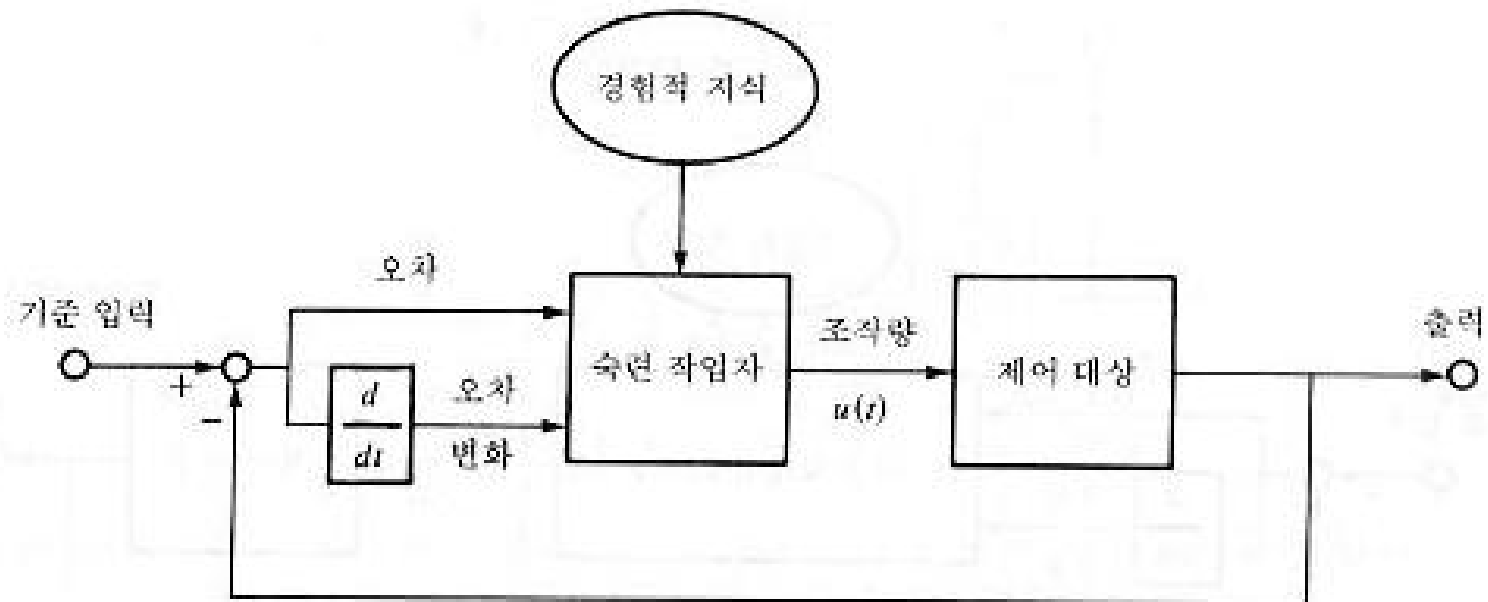 경험적 지식
오차
기준 입력
+
−
d
dt
오차
변화
숙련 작업자
조작량
u(t)
제어 대상
출력